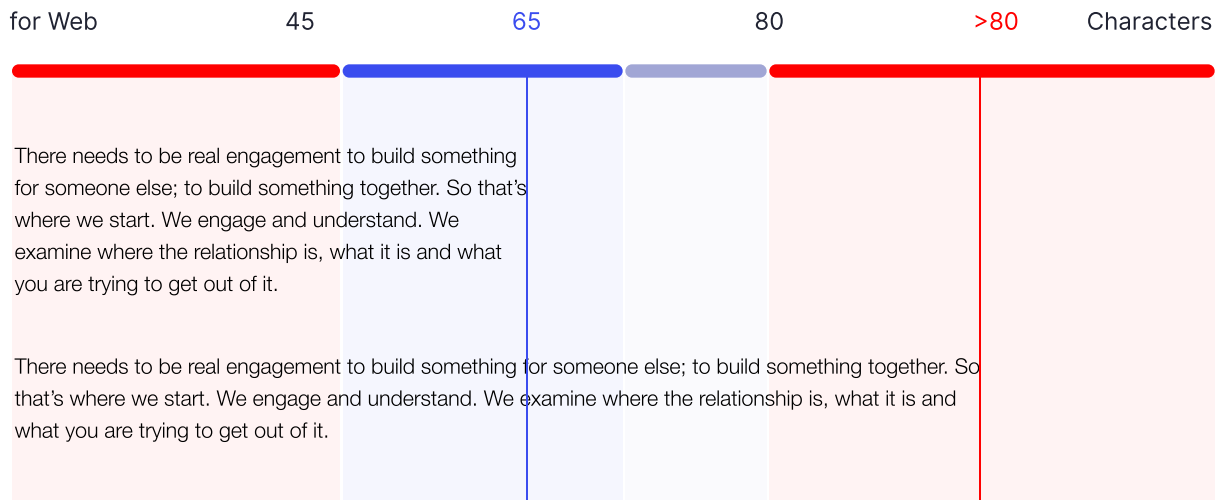 for Web 45 65 80 >80 Characters
There needs to be real engagement to build something
for someone else; to build something together. So that’s
where we start. We engage and understand. We
examine where the relationship is, what it is and what
you are trying to get out of it.
There needs to be real engagement to build something for someone else; to build something together. So
that’s where we start. We engage and understand. We examine where the relationship is, what it is and
what you are trying to get out of it.